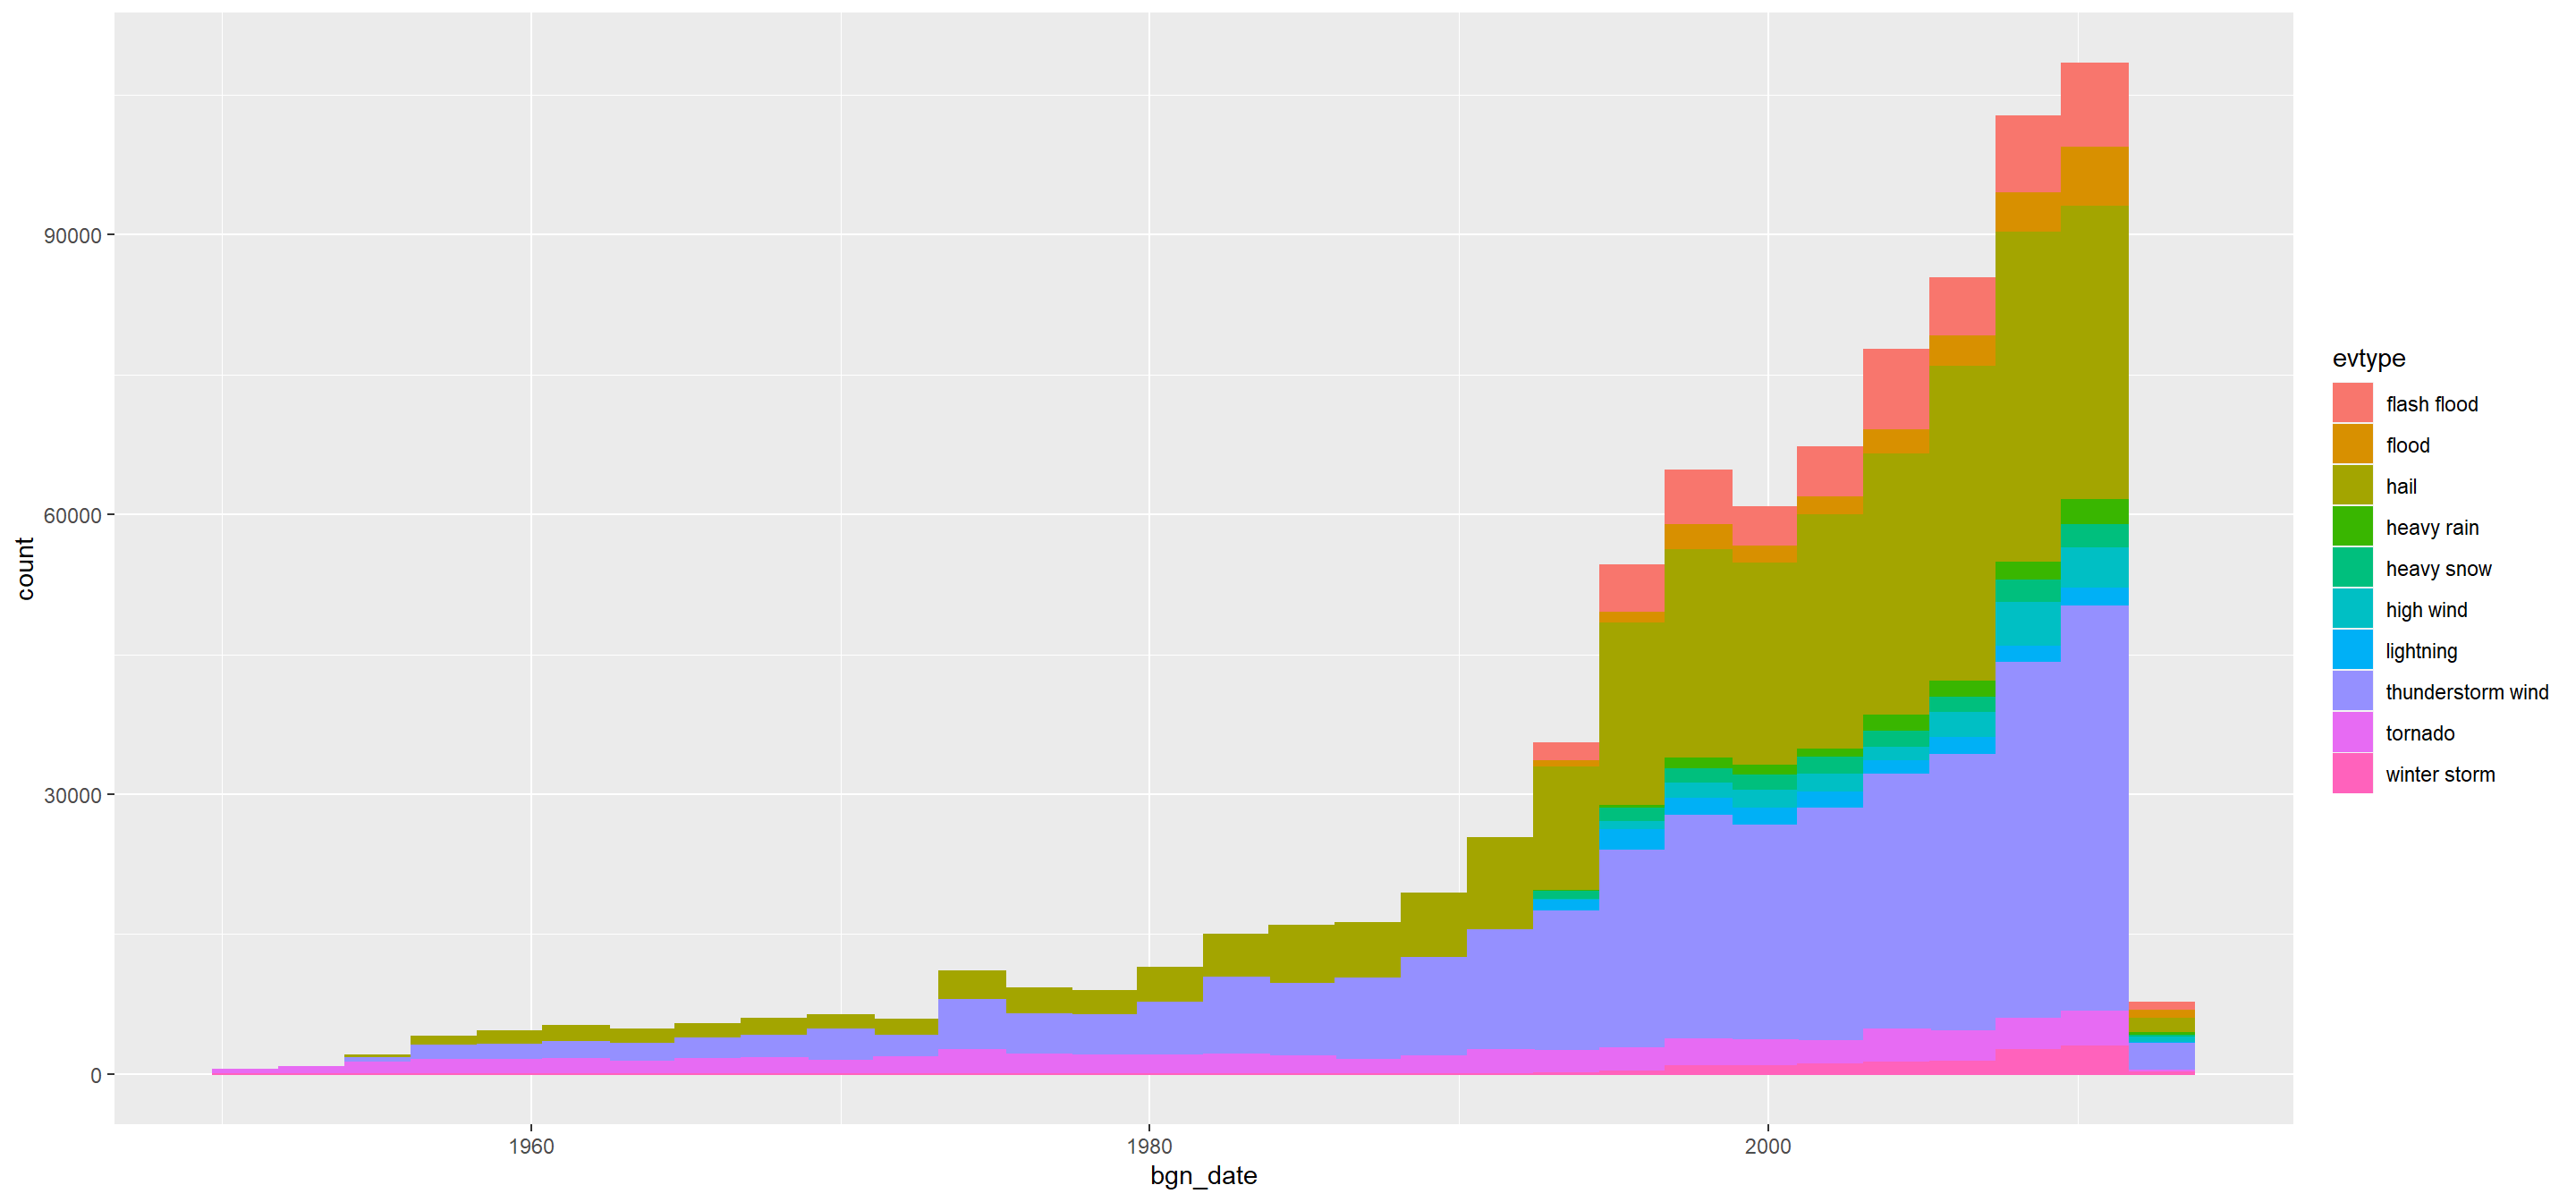 count
90000
60000
30000
0
1960
1980
2000
bgn_date
evtype
flash flood
flood
hail
heavy rain
heavy snow
high wind
lightning
thunderstorm wind
tornado
winter storm